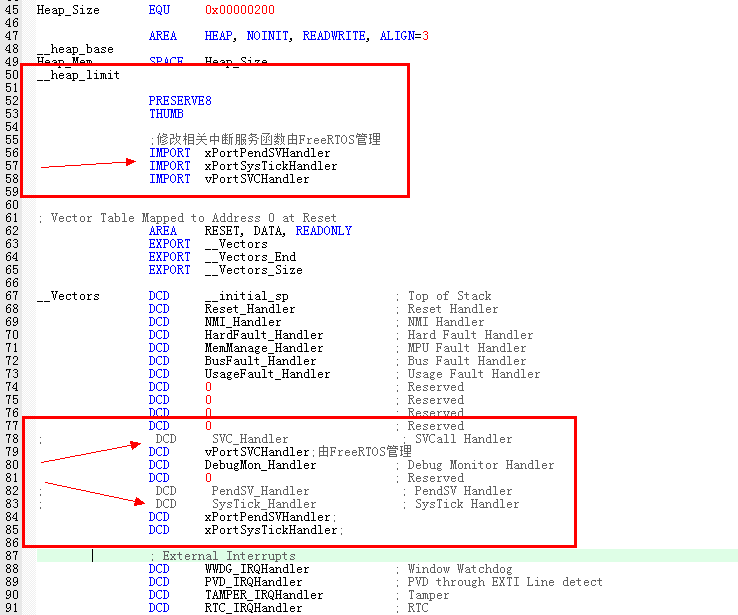 45 Heap_Size EQU 0x00000200
46
47 AREA HEAP, NOINIT, READWRITE, ALIGN=3
48 __heap_base
49 Heap_Mem SPACE Heap_Size
50 __heap_limit
51
52 PRESERVE8
53 THUMB
54
55 ;修改相关中断服务函数由FreeRTOS管理
56 IMPORT xPortPendSVHandler
57 IMPORT xPortSysTickHandler
58 IMPORT vPortSVCHandler
59
60
61 ; Vector Table Mapped to Address 0 at Reset
62 AREA RESET, DATA, READONLY
63 EXPORT __Vectors
64 EXPORT __Vectors_End
65 EXPORT __Vectors_Size
66
67 __Vectors DCD __initial_sp ; Top of Stack
68 DCD Reset_Handler ; Reset Handler
69 DCD NMI_Handler ; NMI Handler
70 DCD HardFault_Handler ; Hard Fault Handler
71 DCD MemManage_Handler ; MPU Fault Handler
72 DCD BusFault_Handler ; Bus Fault Handler
73 DCD UsageFault_Handler ; Usage Fault Handler
74 DCD 0 ; Reserved
75 DCD 0 ; Reserved
76 DCD 0 ; Reserved
77 DCD 0 ; Reserved
78 ; DCD SVC_Handler ; SVCall Handler
79 DCD vPortSVCHandler;由FreeRTOS管理
80 DCD DebugMon_Handler ; Debug Monitor Handler
81 DCD 0 ; Reserved
82 ; DCD PendSV_Handler ; PendSV Handler
83 ; DCD SysTick_Handler ; SysTick Handler
84 DCD xPortPendSVHandler;
85 DCD xPortSysTickHandler;
86
87 ; External Interrupts
88 DCD WWDG_IRQHandler ; Window Watchdog
89 DCD PVD_IRQHandler ; PVD through EXTI Line detect
90 DCD TAMPER_IRQHandler ; Tamper
91 DCD RTC_IRQHandler ; RTC